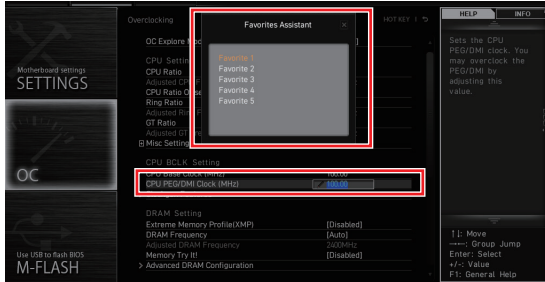 Overclocking
HOT KEY
HELP
INFO
Favorites Assistant
Favorite 1
Favorite 2
Favorite 3
Favorite 4
Favorite 5
Motherboard settings
SETTINGS
OC
Use USB to flash BIOS
M-FLASH
OC Explore
CPU
CPU Ratio
Adjusted
CPU Ratio
Ring Ratio
Adjusted
GT Ratio
Adjusted GT
Misc
CPU BCLK Setting
CPU Base Clock (MHz) 100.00
CPU PEG/DMI Clock (MHz) 100.00
DRAM Setting
Extreme Memory Profile(XMP) [Disabled]
DRAM Frequency [Auto]
Adjusted DRAM Frequency 2400MHz
Memory Try It! [Disabled]
> Advanced DRAM Configuration
Sets the CPU
PEG/DMI clock. You
may overclock the
PEG/DMI by
adjusting this
value.
↑↓: Move
: Group Jump
Enter: Select
+/-: Value
F1: General Help